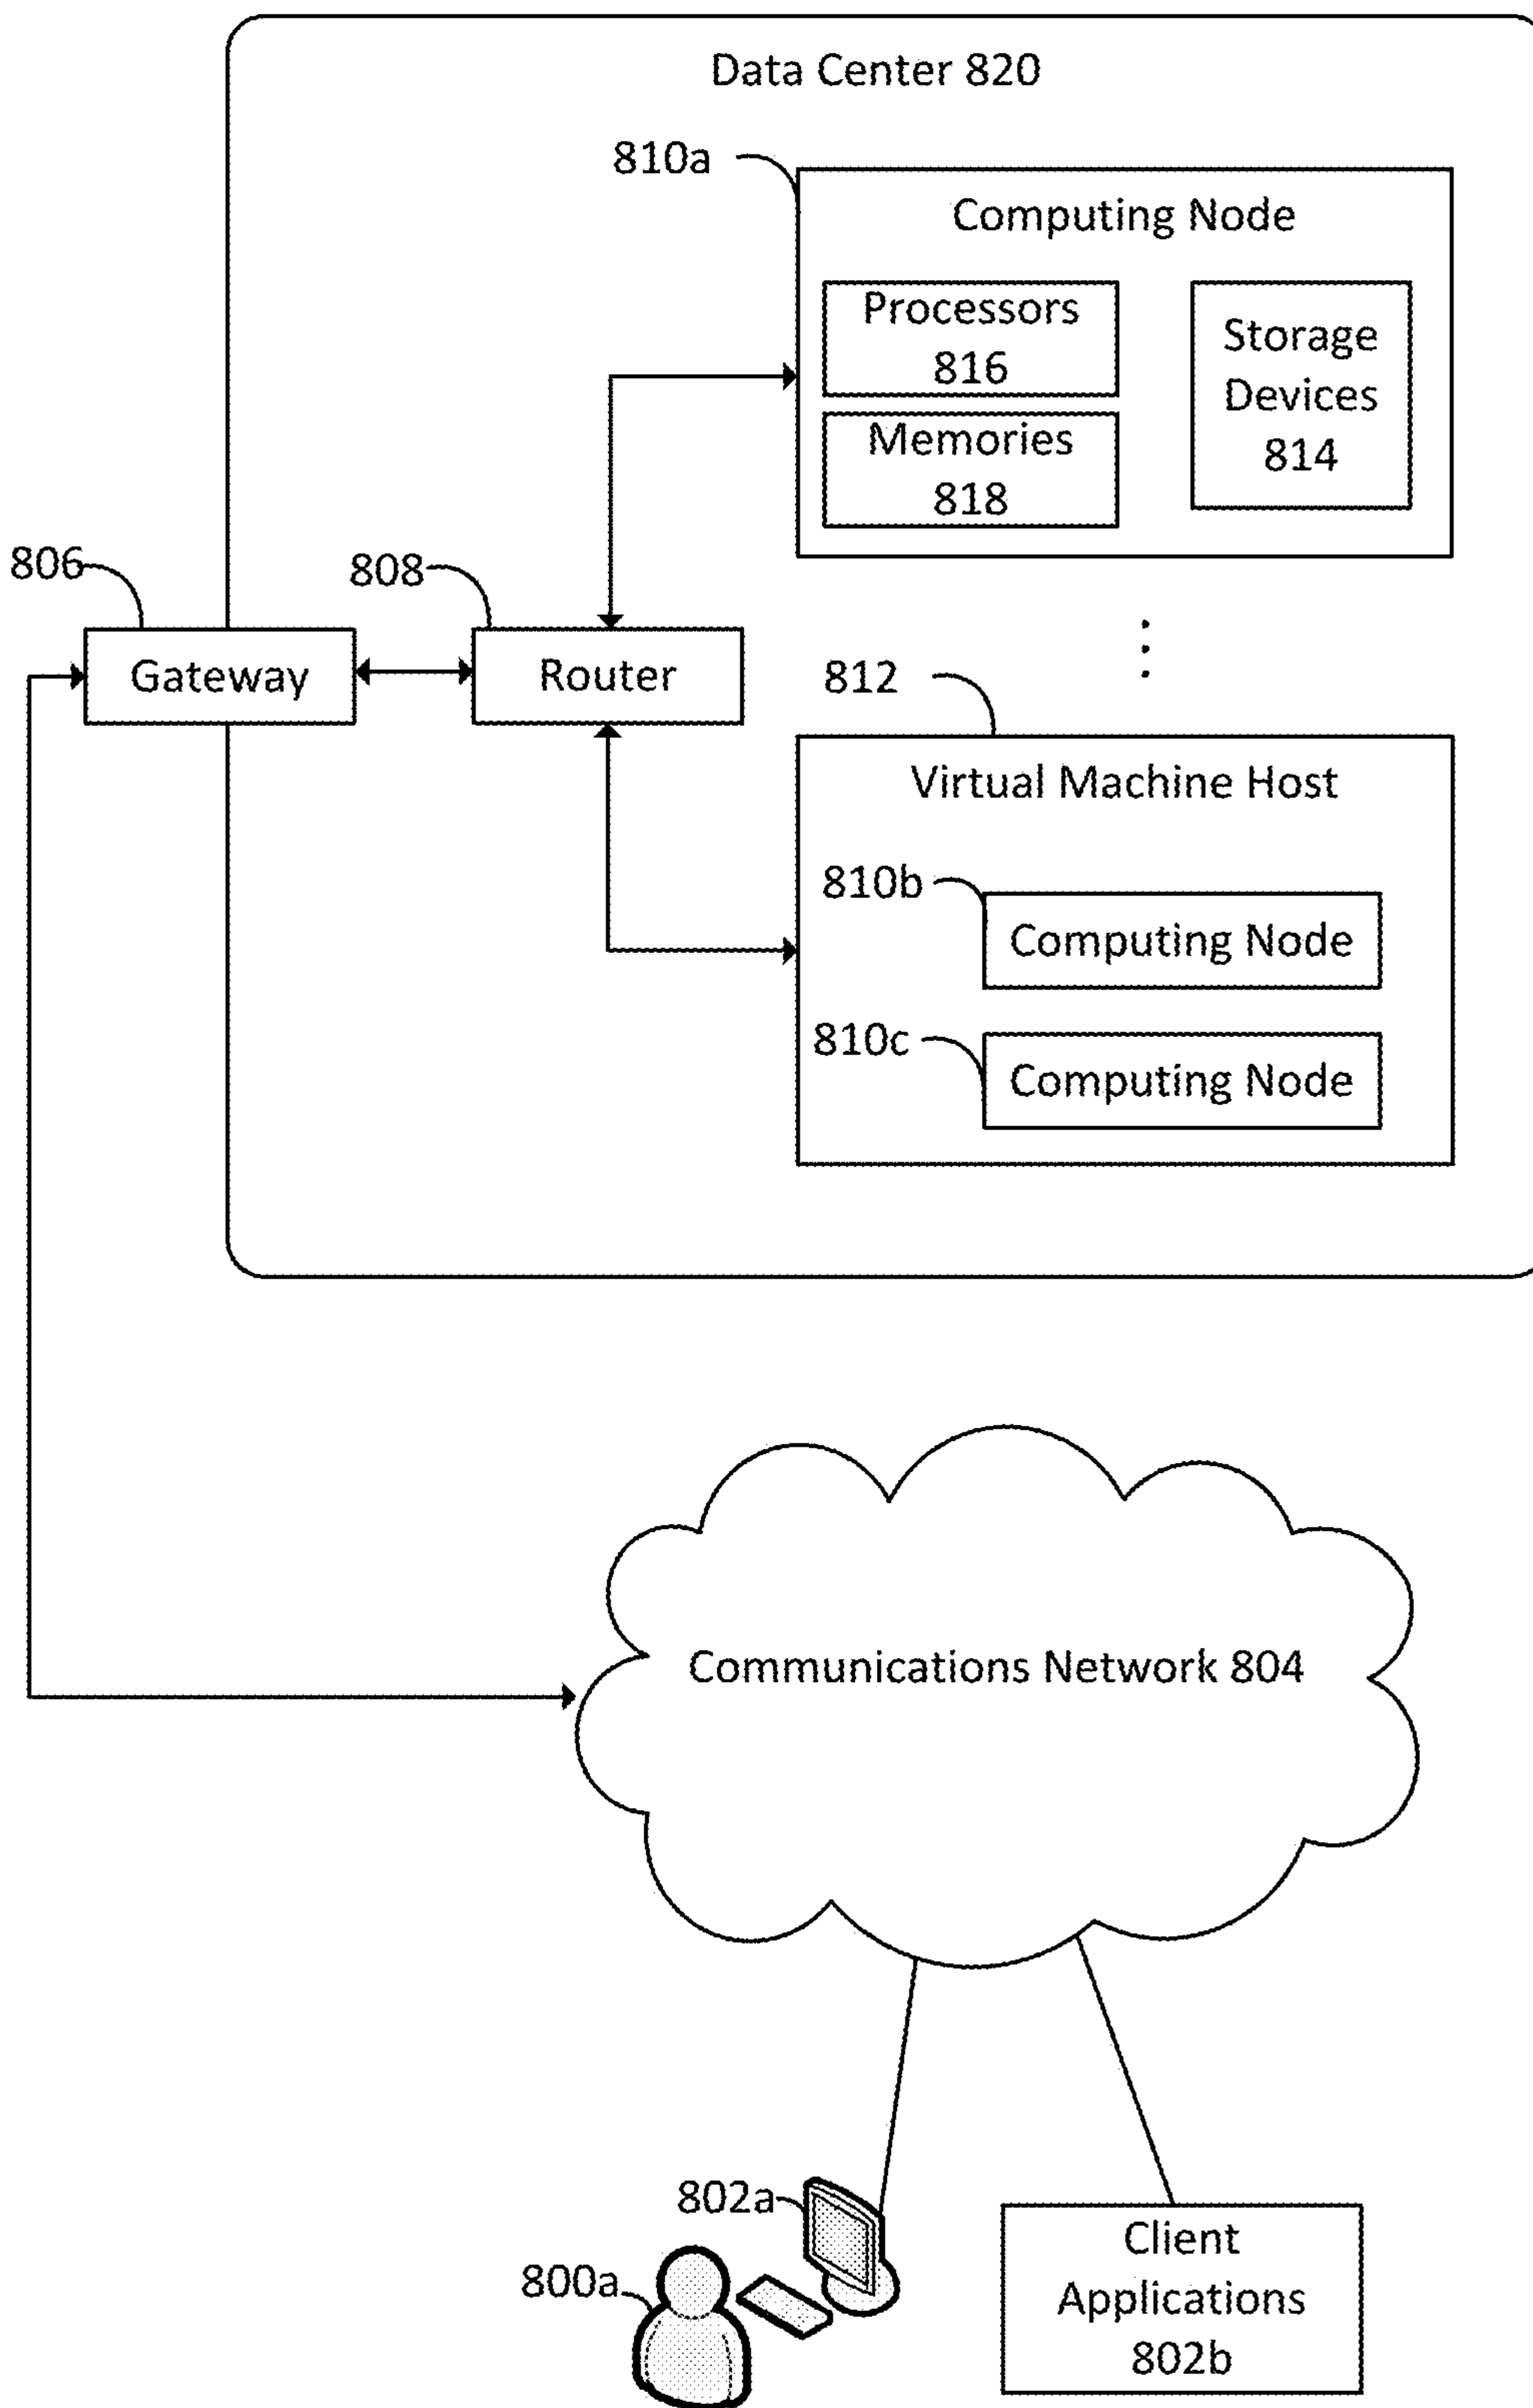 Data Center 820
810a
Computing Node
Processors
816
Storage
Devices
814
Memories
818
806
808
Gateway
Router
812
Virtual Machine Host
810b
Computing Node
810c
Computing Node
Communications Network 804
802a
800a
Client
Applications
802b